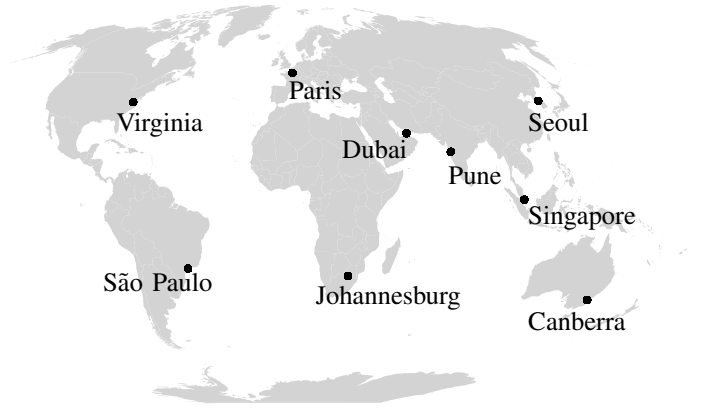 Paris
Virginia
Seoul
Dubai
Pune
Singapore
São Paulo
Johannesburg
Canberra